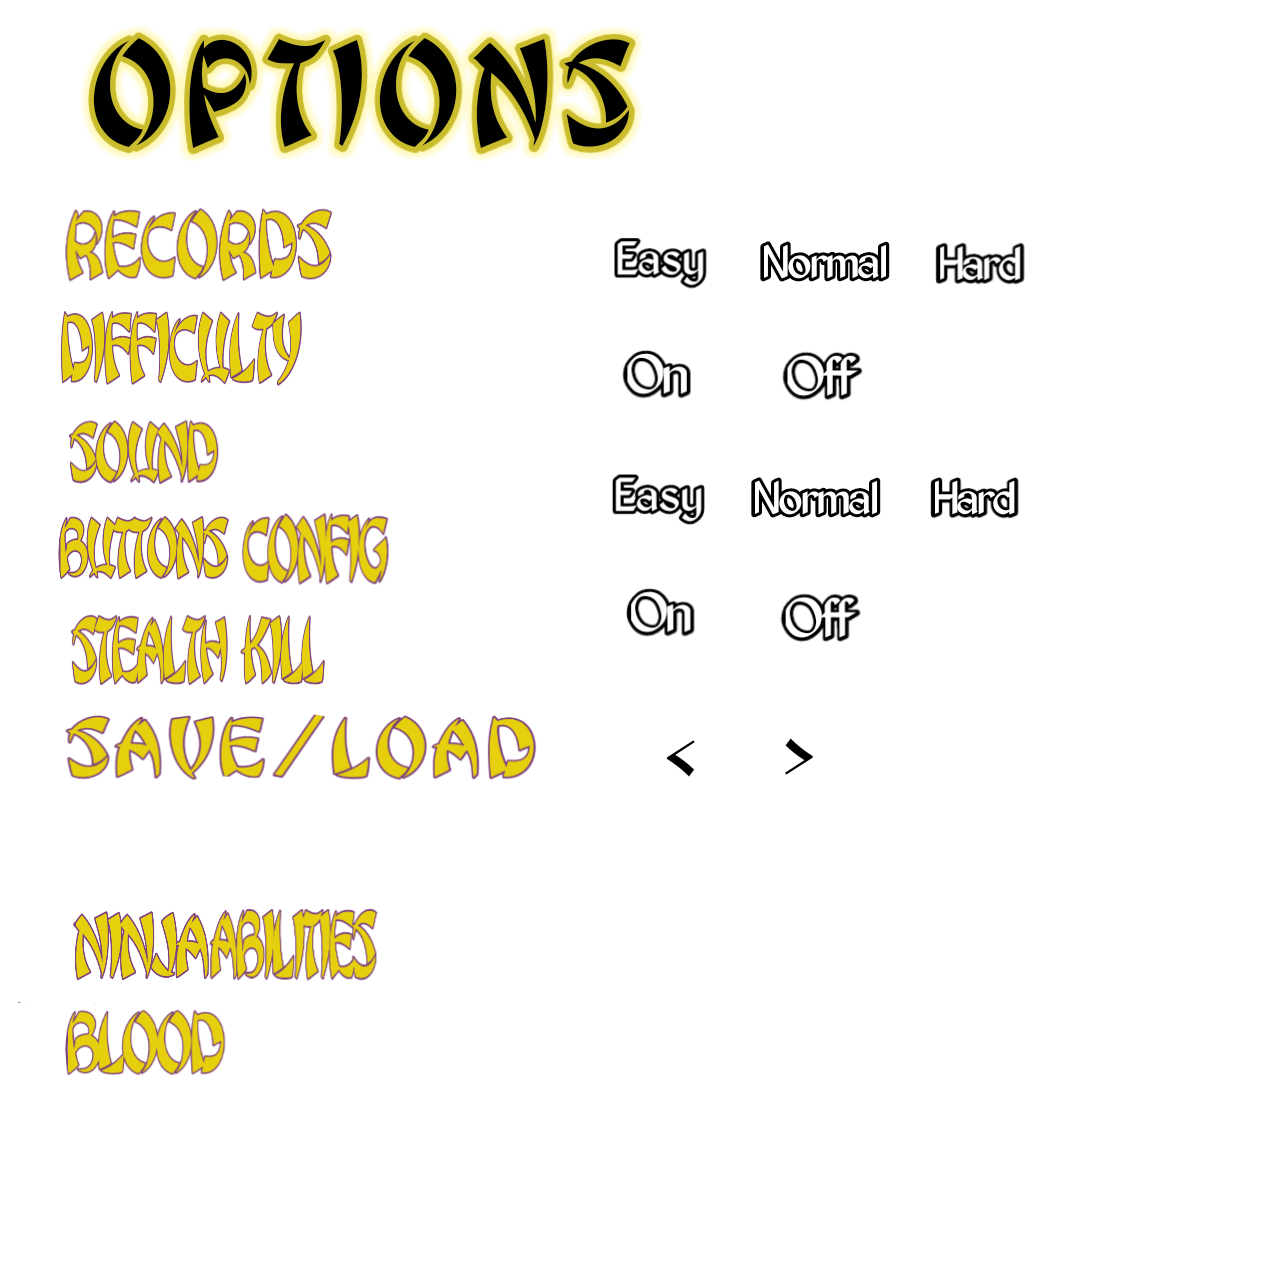 OPTIONS
RECORDS
Easy Normal Hard
DIFFICULTY
On Off
SOUND
Easy Normal Hard
BUTTONS CONFIG
On Off
STEALTH KILL
SAVE/LOAD
< >
NINJAABILITIES
BLOOD